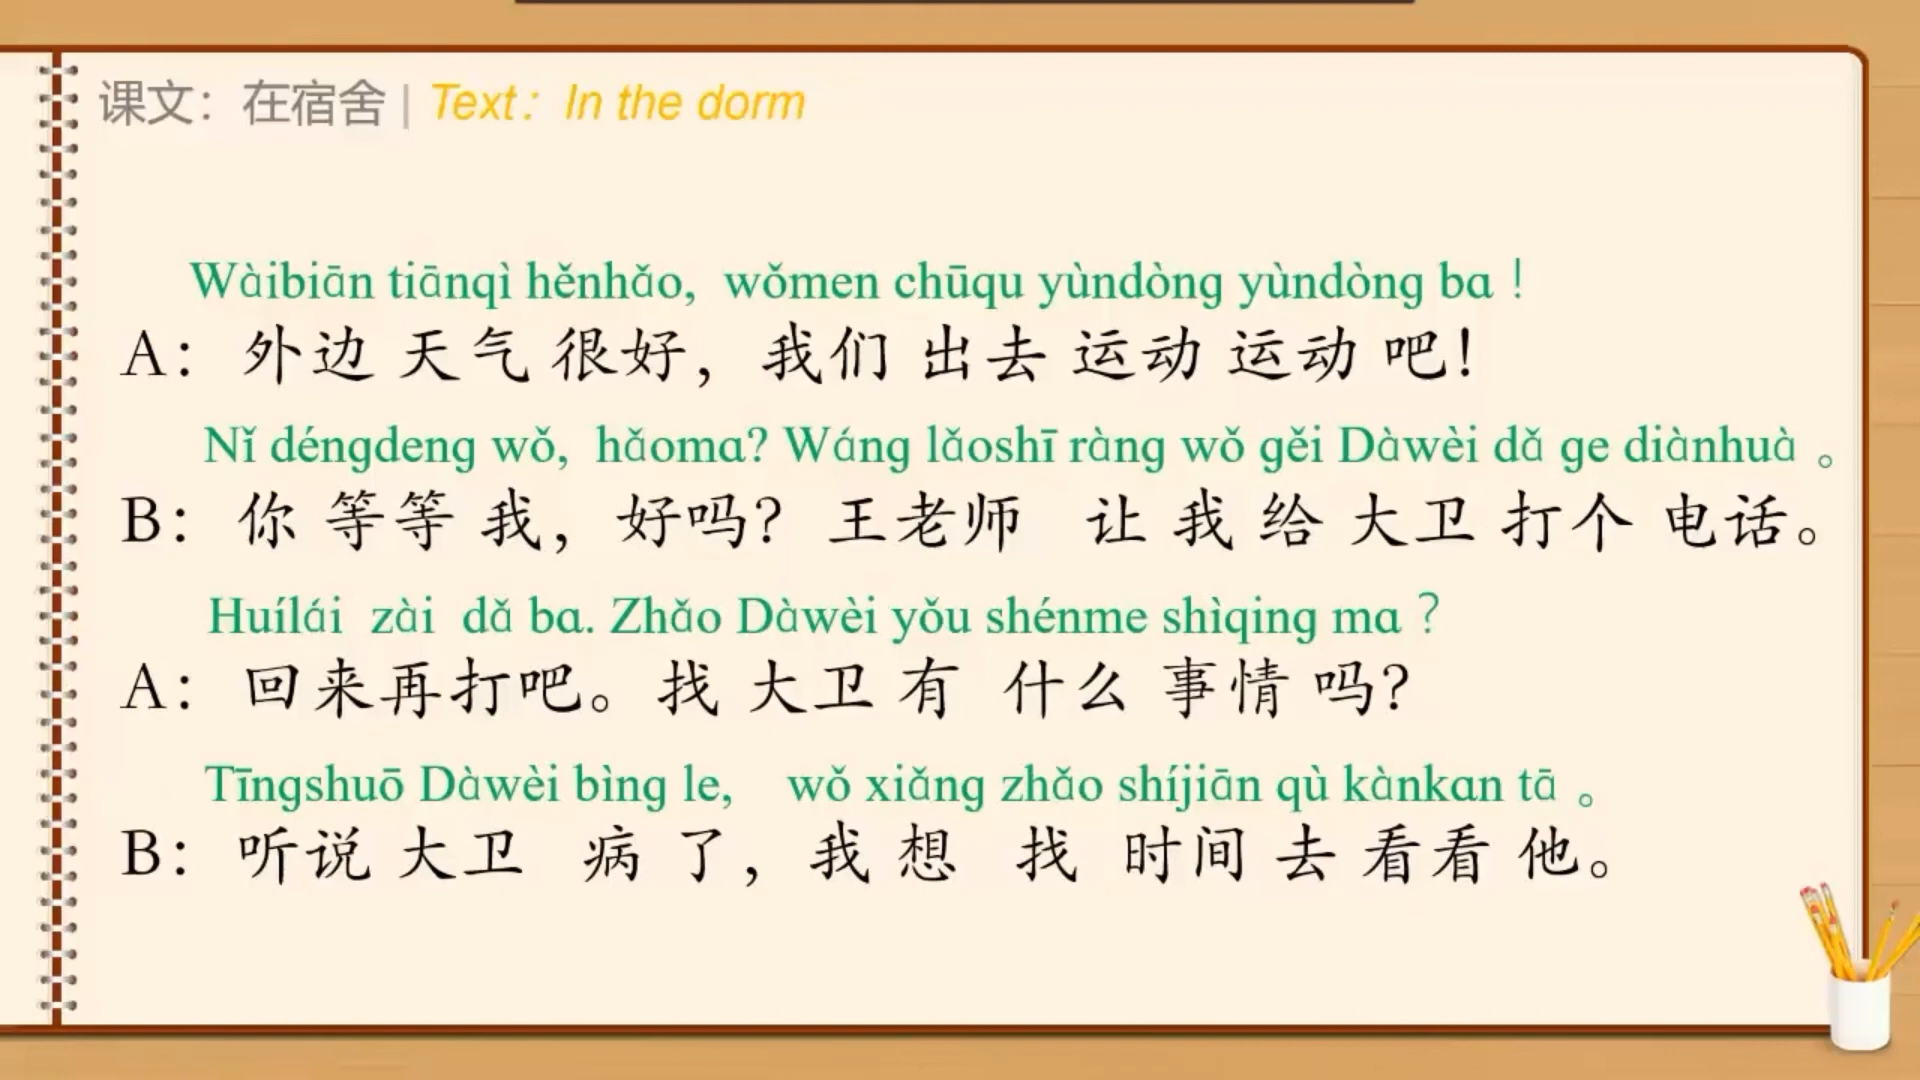 课文：在宿舍 | Text：In the dorm
Wàibiān tiānqì hěnhǎo, wǒmen chūqu yùndòng yùndòng ba！
A：外边 天气 很好，我们 出去 运动 运动 吧！
Nǐ déngdeng wǒ, hǎoma? Wáng lǎoshī ràng wǒ gěi Dàwèi dǎ ge diànhuà 。
B：你 等等 我，好吗？王老师 让 我 给 大卫 打个 电话。
Huílái zài dǎ ba. Zhǎo Dàwèi yǒu shénme shìqing ma？
A：回来再打吧。找 大卫 有 什么 事情 吗？
Tīngshuō Dàwèi bìng le, wǒ xiǎng zhǎo shíjiān qù kànkan tā 。
B：听说 大卫 病 了，我 想 找 时间 去 看看 他。